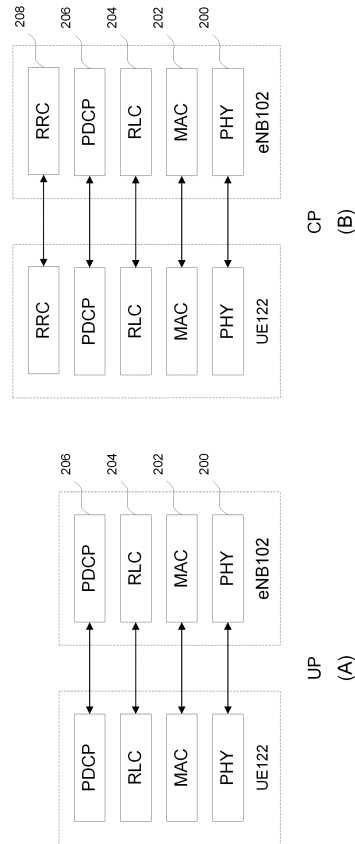 PDCP PDCP 206
RLC RLC 204
MAC MAC 202
PHY PHY 200
UE122 eNB102
UP
(A)
RRC RRC 208
PDCP PDCP 206
RLC RLC 204
MAC MAC 202
PHY PHY 200
UE122 eNB102
CP
(B)